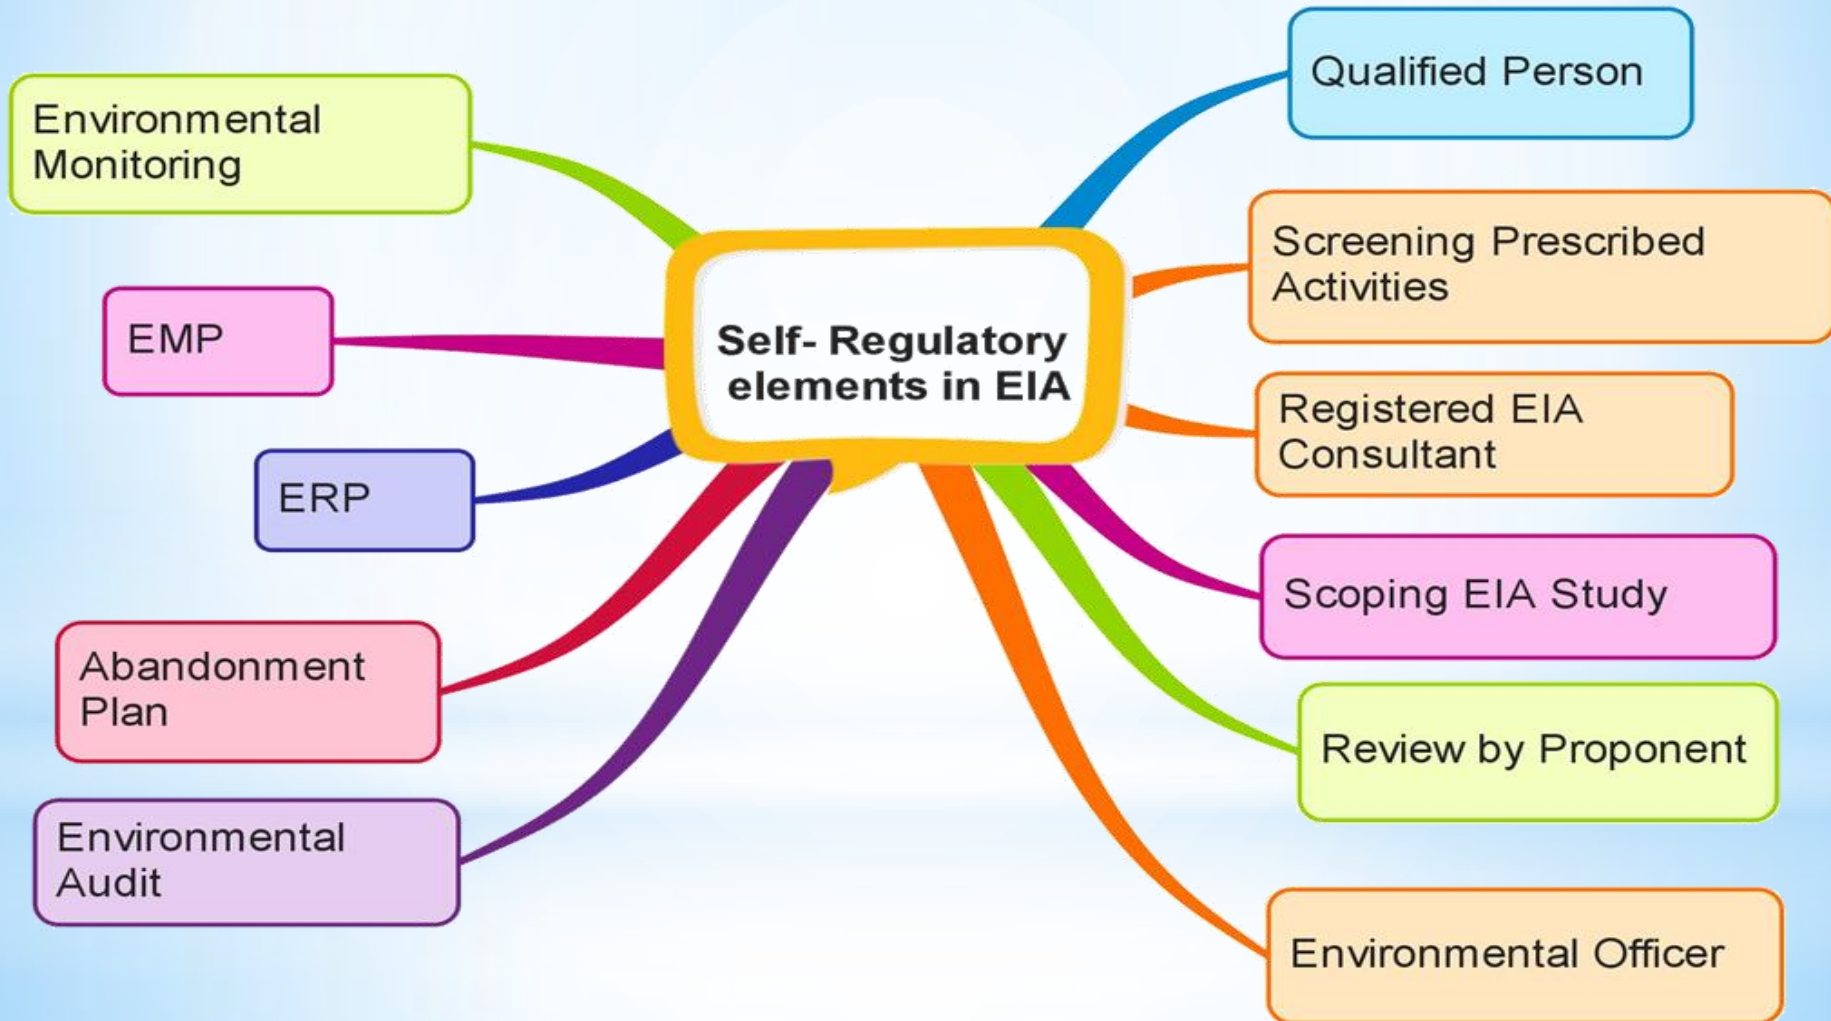 Self- Regulatory
elements in EIA
Qualified Person
Screening Prescribed
Activities
Registered EIA
Consultant
Scoping EIA Study
Review by Proponent
Environmental Officer
Environmental
Monitoring
EMP
ERP
Abandonment
Plan
Environmental
Audit